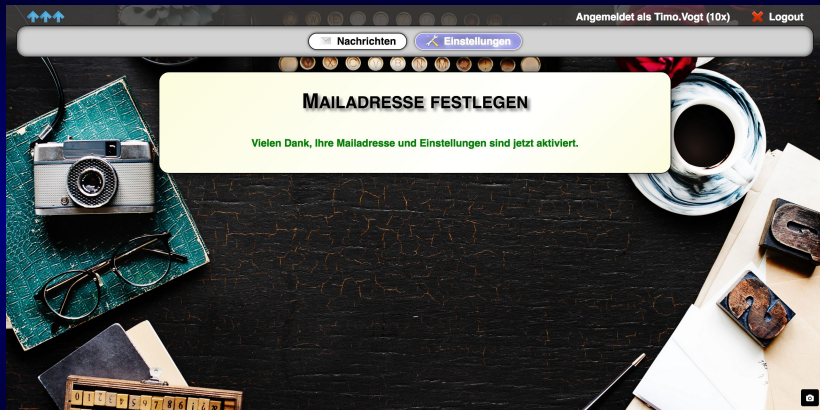 Angemeldet als Timo.Vogt (10x) Logout
Nachrichten Einstellungen
MAILADRESSE FESTLEGEN
Vielen Dank, Ihre Mailadresse und Einstellungen sind jetzt aktiviert.